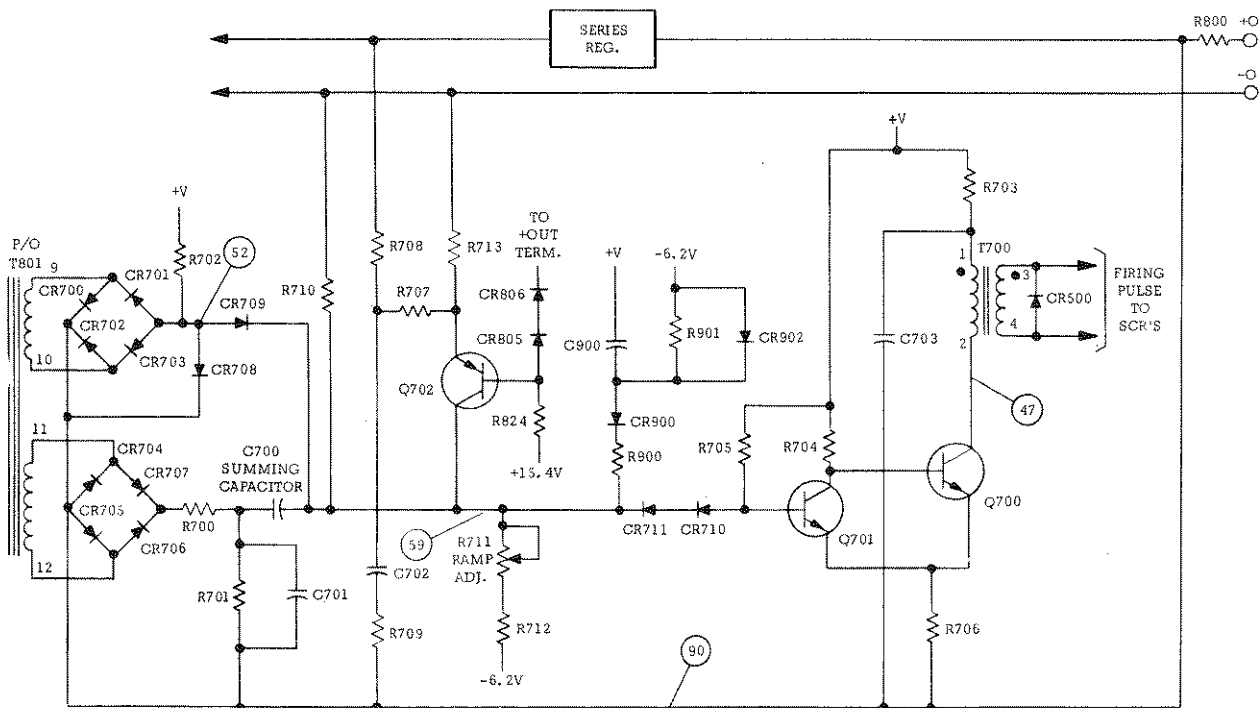 SERIES
REG.
R800
+O
-O
+V
+V
P/O
T801
9
CR700
CR701
R702
52
CR709
CR702
10
CR703
CR708
R710
R708
R713
R707
TO
+OUT
TERM.
CR806
CR805
Q702
R824
+15.4V
+V
-6.2V
R901
CR902
C900
CR900
R900
R703
1
T700
3
CR500
4
2
C703
FIRING
PULSE
TO
SCR'S
47
11
CR704
CR707
C700
SUMMING
CAPACITOR
CR705
R700
CR706
12
R701
C701
59
R711
RAMP
ADJ.
C702
R709
R712
-6.2V
CR711
CR710
R705
R704
Q701
Q700
R706
90